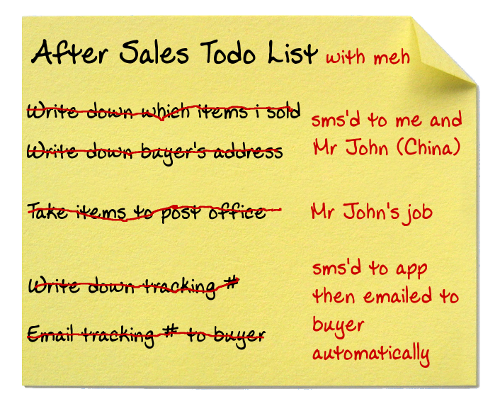 After Sales Todo List with meh
Write down which items i sold
sms'd to me and
Write down buyer's address
Mr John (China)
Take items to post office
Mr John's job
sms'd to app
Write down tracking #
then emailed to
Email tracking # to buyer
buyer
automatically